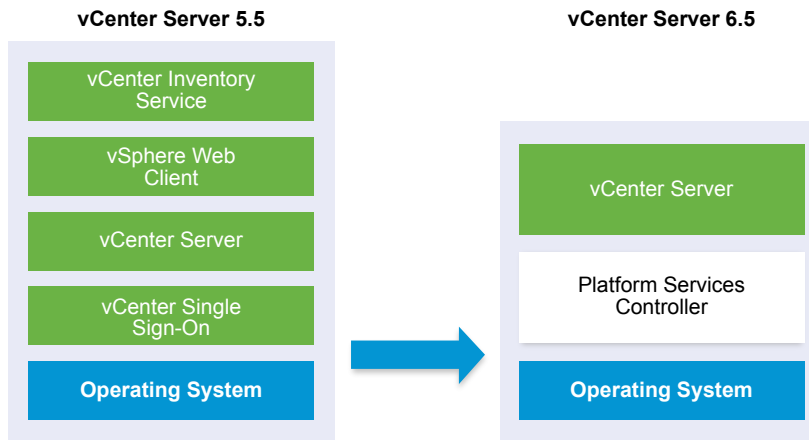 vCenter Server 5.5
vCenter Inventory
Service
vSphere Web
Client
vCenter Server
vCenter Single
Sign-On
Operating System
vCenter Server 6.5
vCenter Server
Platform Services
Controller
Operating System